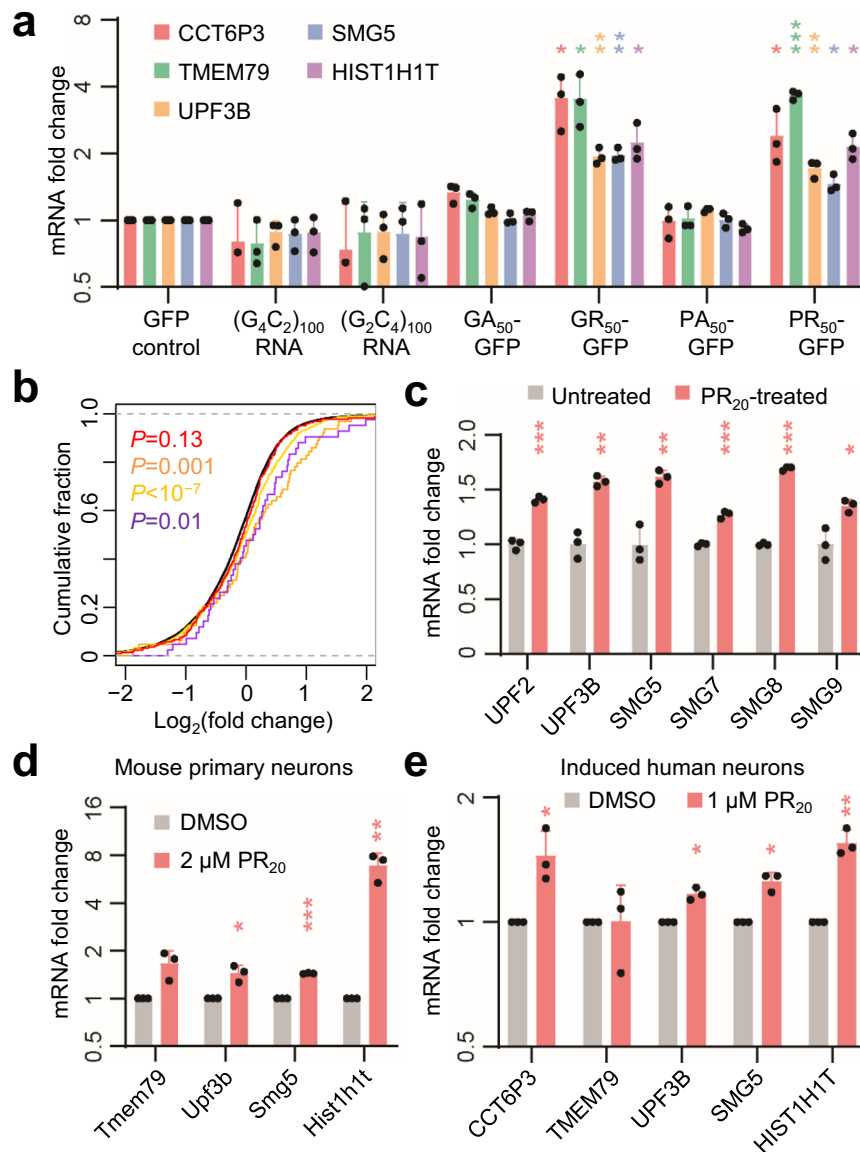 a
CCT6P3
TMEM79
UPF3B
SMG5
HIST1H1T
mRNA fold change
8
4
2
1
0.5
* * ** ** * * *** ** * *
GFP control
(G4C2)100 RNA
(G2C4)100 RNA
GA50-GFP
GR50-GFP
PA50-GFP
PR50-GFP
b
P=0.13
P=0.001
P<10−7
P=0.01
Cumulative fraction
1.0
0.6
0.2
0
−2 −1 0 1 2
Log2(fold change)
c
Untreated PR20-treated
mRNA fold change
2.0
1.5
1.0
0.5
0
*** ** ** *** *** *
UPF2 UPF3B SMG5 SMG7 SMG8 SMG9
d
Mouse primary neurons
DMSO
2 µM PR20
mRNA fold change
16
8
4
2
1
0.5
* *** **
Tmem79 Upf3b Smg5 Hist1h1t
e
Induced human neurons
DMSO 1 µM PR20
mRNA fold change
2
1
0.5
* * * **
CCT6P3 TMEM79 UPF3B SMG5 HIST1H1T